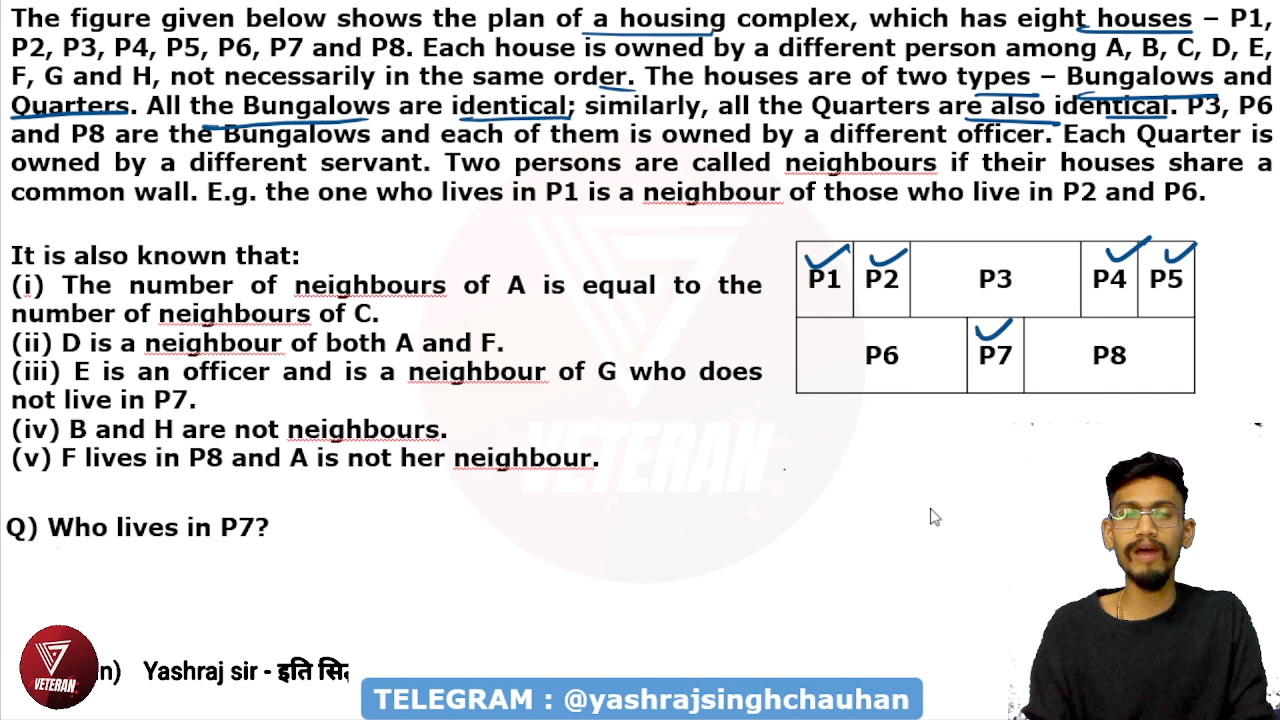 The figure given below shows the plan of a housing complex, which has eight houses – P1,
P2, P3, P4, P5, P6, P7 and P8. Each house is owned by a different person among A, B, C, D, E,
F, G and H, not necessarily in the same order. The houses are of two types – Bungalows and
Quarters. All the Bungalows are identical; similarly, all the Quarters are also identical. P3, P6
and P8 are the Bungalows and each of them is owned by a different officer. Each Quarter is
owned by a different servant. Two persons are called neighbours if their houses share a
common wall. E.g. the one who lives in P1 is a neighbour of those who live in P2 and P6.
It is also known that:
(i) The number of neighbours of A is equal to the
number of neighbours of C.
(ii) D is a neighbour of both A and F.
(iii) E is an officer and is a neighbour of G who does
not live in P7.
(iv) B and H are not neighbours.
(v) F lives in P8 and A is not her neighbour.
P1 P2 P3 P4 P5
P6 P7 P8
Q) Who lives in P7?
VETERAN
VETERAN
n) Yashraj sir - इति
TELEGRAM : @yashrajsinghchauhan